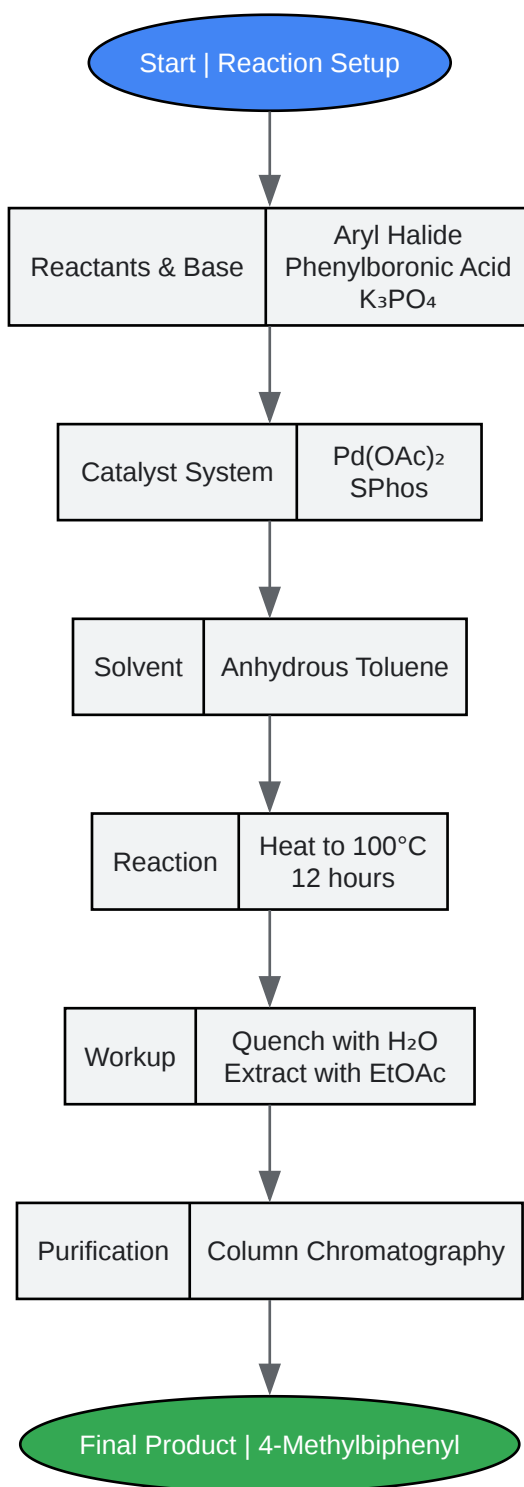 Start | Reaction Setup
Reactants & Base
Aryl Halide
Phenylboronic Acid
K₃PO₄
Catalyst System
Pd(OAc)₂
SPhos
Solvent
Anhydrous Toluene
Reaction
Heat to 100°C
12 hours
Workup
Quench with H₂O
Extract with EtOAc
Purification
Column Chromatography
Final Product | 4-Methylbiphenyl